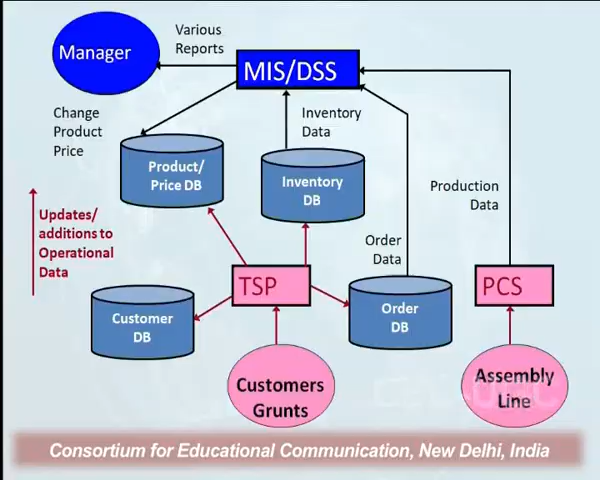 Manager
Various
Reports
MIS/DSS
Change
Product
Price
Inventory
Data
Product/
Price DB
Inventory
DB
Production
Data
Updates/
additions to
Operational
Data
Order
Data
TSP
PCS
Customer
DB
Order
DB
Customers
Grunts
Assembly
Line
Consortium for Educational Communication, New Delhi, India